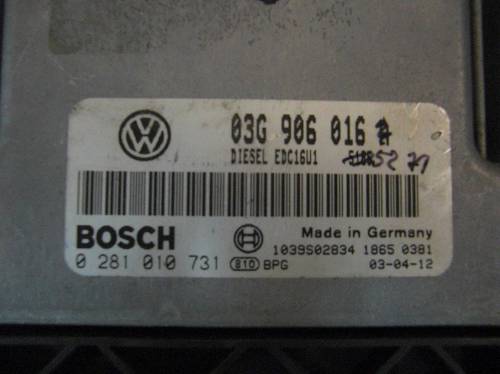 03G 906 016
DIESEL EDC16U1
BOSCH
Made in Germany
1039S02834 1865 0381
0 281 010 731 810 BPG 03-04-12